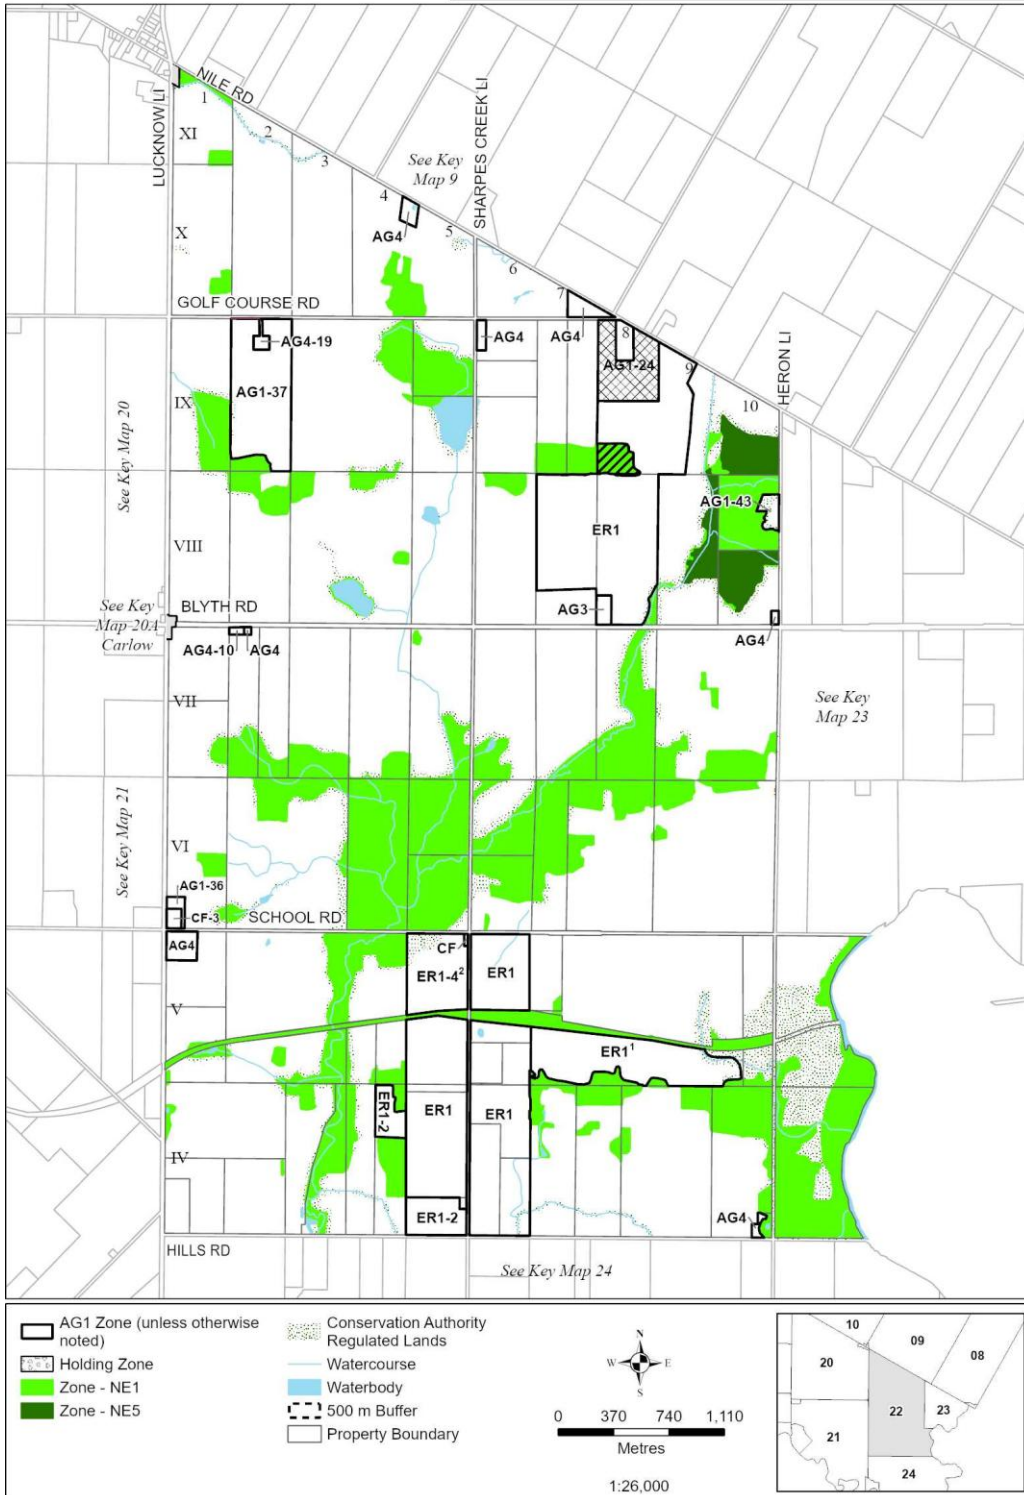 NILE RD
1
LUCKNOW LI
SHARPES CREEK LI
XI
2
3
See Key
Map 9
4
AG4
X
5
6
7
GOLF COURSE RD
AG4-19
AG4
AG4
8
AG1-24
9
HERON LI
AG1-37
IX
10
See Key Map 20
AG1-43
ER1
VIII
See Key
Map 20A
Carlow
BLYTH RD
AG3
AG4
AG4-10
AG4
VII
See Key
Map 23
See Key Map 21
VI
AG1-36
CF-3
SCHOOL RD
AG4
CF
ER1-4²
ER1
V
ER1¹
ER1-2
ER1
ER1
IV
ER1-2
AG4
HILLS RD
See Key Map 24
AG1 Zone (unless otherwise
noted)
Holding Zone
Zone - NE1
Zone - NE5
Conservation Authority
Regulated Lands
Watercourse
Waterbody
500 m Buffer
Property Boundary
N
W
E
S
0 370 740 1,110
Metres
1:26,000
10
09
08
20
22
23
21
24